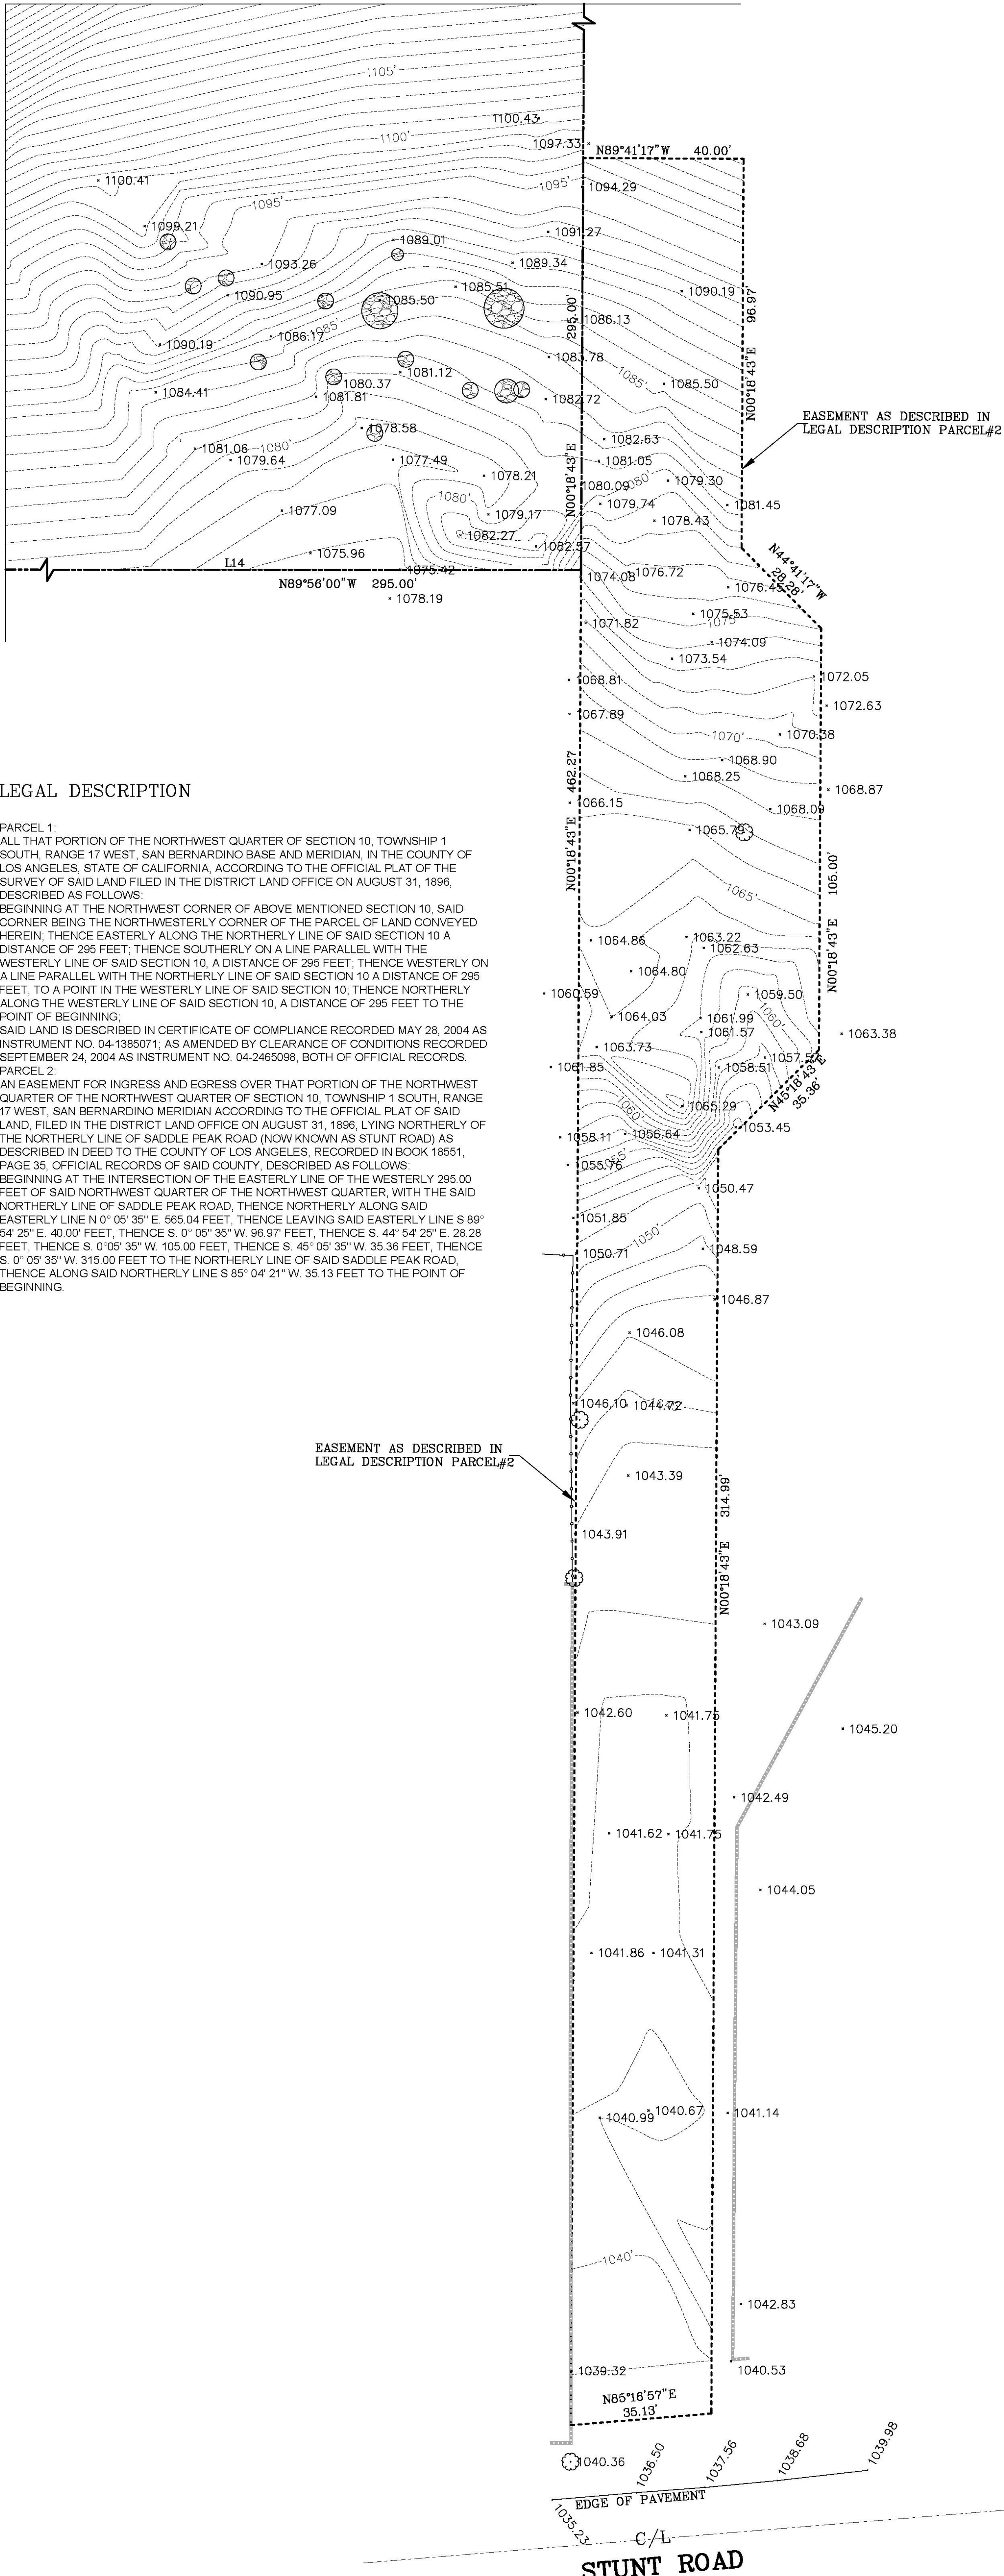 1105'
1100.43
1100'
1097.33
N89°41'17"W 40.00'
1100.41
1095'
1094.29
1095'
1099.21
1091.27
1089.01
1093.26
1089.34
1090.95
1085.51
1090.19
1085.50
295.00'
96.97'
1086.13
1086.17
1085'
1090.19
1083.78
1081.12
1085'
1080.37
1085.50
1084.41
1081.81
1082.72
N00°18'43"E
EASEMENT AS DESCRIBED IN
LEGAL DESCRIPTION PARCEL#2
1078.58
1082.63
1081.06
1080'
1079.64
1077.49
1081.05
1078.21
N00°18'43"E
1080.09
1080'
1079.30
1080'
1079.74
1081.45
1077.09
1079.17
1078.43
1082.27
1082.57
1075.96
N44°41'17"W
28.28'
L14
1075.42
1074.08
1076.72
N89°56'00"W 295.00'
1076.45
1078.19
1075.53
1071.82
1075'
1074.09
1073.54
1068.81
1072.05
1067.89
1072.63
1070.38
1070'
1068.90
462.27
1068.25
LEGAL DESCRIPTION
1068.87
1066.15
1068.09
PARCEL 1:
ALL THAT PORTION OF THE NORTHWEST QUARTER OF SECTION 10, TOWNSHIP 1
SOUTH, RANGE 17 WEST, SAN BERNARDINO BASE AND MERIDIAN, IN THE COUNTY OF
LOS ANGELES, STATE OF CALIFORNIA, ACCORDING TO THE OFFICIAL PLAT OF THE
SURVEY OF SAID LAND FILED IN THE DISTRICT LAND OFFICE ON AUGUST 31, 1896,
DESCRIBED AS FOLLOWS:
BEGINNING AT THE NORTHWEST CORNER OF ABOVE MENTIONED SECTION 10, SAID
CORNER BEING THE NORTHWESTERLY CORNER OF THE PARCEL OF LAND CONVEYED
HEREIN; THENCE EASTERLY ALONG THE NORTHERLY LINE OF SAID SECTION 10 A
DISTANCE OF 295 FEET; THENCE SOUTHERLY ON A LINE PARALLEL WITH THE
WESTERLY LINE OF SAID SECTION 10, A DISTANCE OF 295 FEET; THENCE WESTERLY ON
A LINE PARALLEL WITH THE NORTHERLY LINE OF SAID SECTION 10 A DISTANCE OF 295
FEET, TO A POINT IN THE WESTERLY LINE OF SAID SECTION 10; THENCE NORTHERLY
ALONG THE WESTERLY LINE OF SAID SECTION 10, A DISTANCE OF 295 FEET TO THE
POINT OF BEGINNING;
SAID LAND IS DESCRIBED IN CERTIFICATE OF COMPLIANCE RECORDED MAY 28, 2004 AS
INSTRUMENT NO. 04-1385071; AS AMENDED BY CLEARANCE OF CONDITIONS RECORDED
SEPTEMBER 24, 2004 AS INSTRUMENT NO. 04-2465098, BOTH OF OFFICIAL RECORDS.
PARCEL 2:
AN EASEMENT FOR INGRESS AND EGRESS OVER THAT PORTION OF THE NORTHWEST
QUARTER OF THE NORTHWEST QUARTER OF SECTION 10, TOWNSHIP 1 SOUTH, RANGE
17 WEST, SAN BERNARDINO MERIDIAN ACCORDING TO THE OFFICIAL PLAT OF SAID
LAND, FILED IN THE DISTRICT LAND OFFICE ON AUGUST 31, 1896, LYING NORTHERLY OF
THE NORTHERLY LINE OF SADDLE PEAK ROAD (NOW KNOWN AS STUNT ROAD) AS
DESCRIBED IN DEED TO THE COUNTY OF LOS ANGELES, RECORDED IN BOOK 18551,
PAGE 35, OFFICIAL RECORDS OF SAID COUNTY, DESCRIBED AS FOLLOWS:
BEGINNING AT THE INTERSECTION OF THE EASTERLY LINE OF THE WESTERLY 295.00
FEET OF SAID NORTHWEST QUARTER OF THE NORTHWEST QUARTER, WITH THE SAID
NORTHERLY LINE OF SADDLE PEAK ROAD, THENCE NORTHERLY ALONG SAID
EASTERLY LINE N 0° 05' 35" E. 565.04 FEET, THENCE LEAVING SAID EASTERLY LINE S 89°
54' 25" E. 40.00' FEET, THENCE S. 0° 05' 35" W. 96.97' FEET, THENCE S. 44° 54' 25" E. 28.28
FEET, THENCE S. 0°05' 35" W. 105.00 FEET, THENCE S. 45° 05' 35" W. 35.36 FEET, THENCE
S. 0° 05' 35" W. 315.00 FEET TO THE NORTHERLY LINE OF SAID SADDLE PEAK ROAD,
THENCE ALONG SAID NORTHERLY LINE S 85° 04' 21" W. 35.13 FEET TO THE POINT OF
BEGINNING.
1065.79
N00°18'43"E
105.00'
1065'
1064.86
1063.22
1062.63
N00°18'43"E
1064.80
1060.59
1059.50
1060'
1064.03
1061.99
1061.57
1063.38
1063.73
1057.57
1061.85
1058.51
N45°18'43"E
35.36'
1065.29
1060'
1058.11
1056.64
1053.45
1055.76
1055'
1050.47
1051.85
1050'
1050.71
1048.59
1046.87
1046.08
1046.10
1045'
1044.72
EASEMENT AS DESCRIBED IN
LEGAL DESCRIPTION PARCEL#2
1043.39
314.99'
1043.91
N00°18'43"E
1043.09
1042.60
1041.75
1045.20
1042.49
1041.62
1041.75
1044.05
1041.86
1041.31
1040.99
1040.67
1041.14
1040'
1042.83
1039.32
1040.53
N85°16'57"E
35.13'
1040.36
1036.50
1037.56
1038.68
1039.98
EDGE OF PAVEMENT
1035.23
C/L
STUNT ROAD